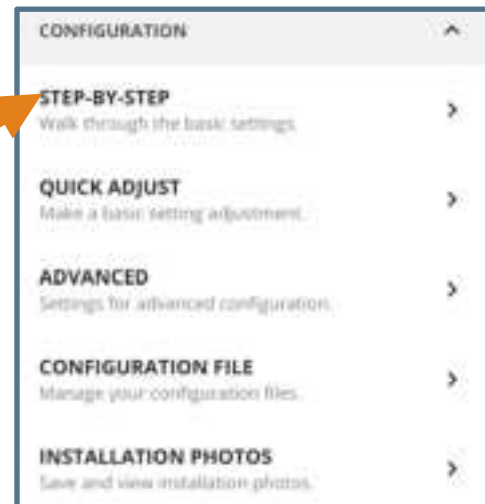 CONFIGURATION
STEP-BY-STEP
Walk through the basic settings.
QUICK ADJUST
Make a basic setting adjustment.
ADVANCED
Settings for advanced configuration.
CONFIGURATION FILE
Manage your configuration files.
INSTALLATION PHOTOS
Save and view installation photos.